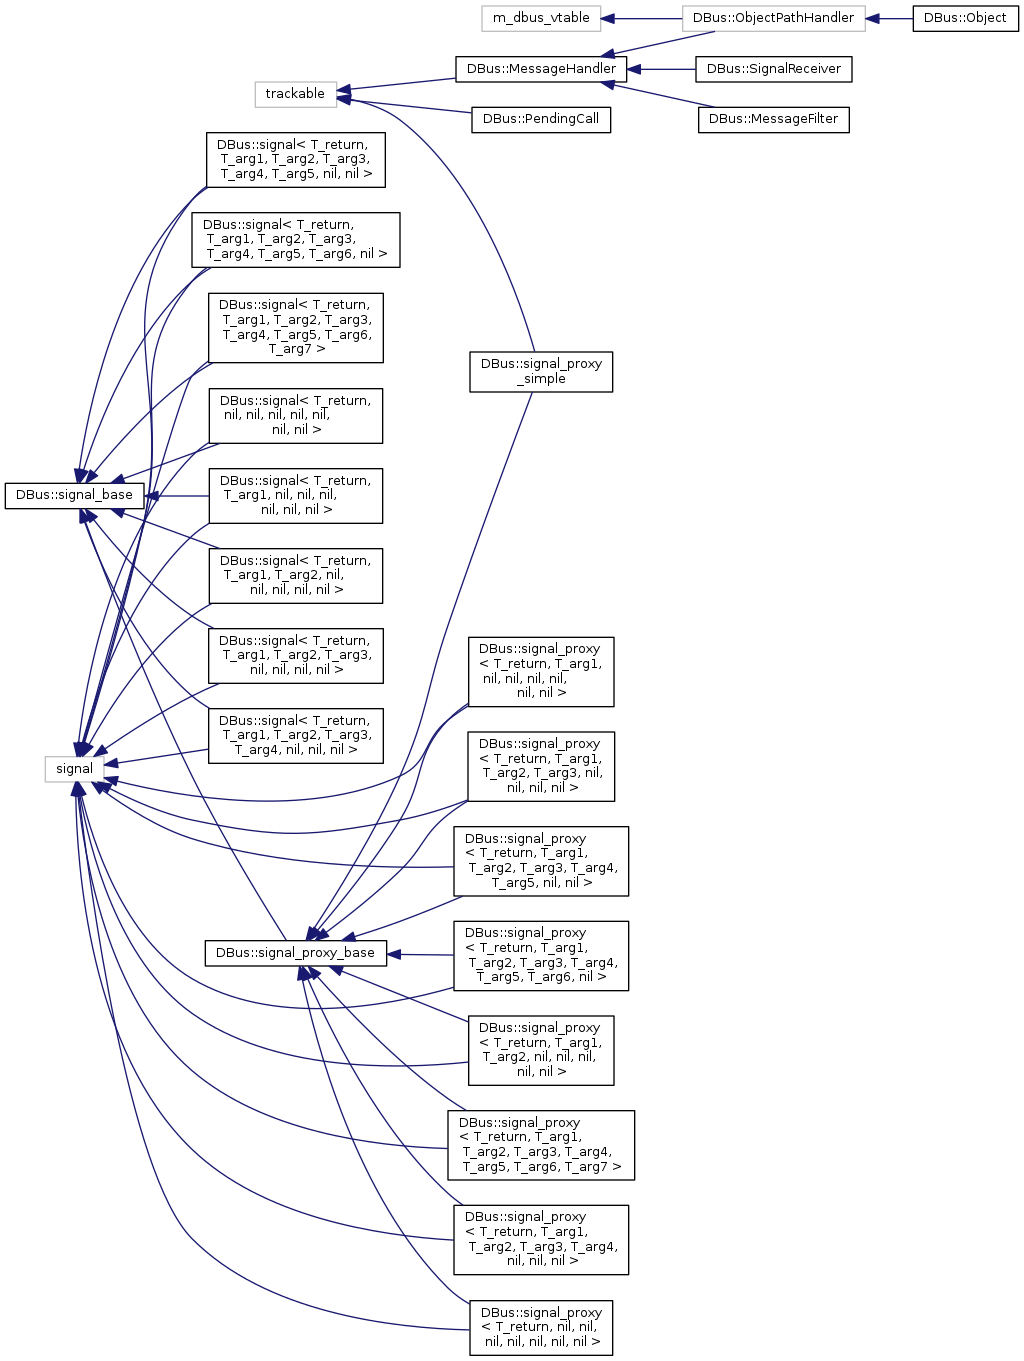 m_dbus_vtable
DBus::ObjectPathHandler
DBus::Object
DBus::MessageHandler
DBus::SignalReceiver
trackable
DBus::PendingCall
DBus::MessageFilter
DBus::signal< T_return,
T_arg1, T_arg2, T_arg3,
T_arg4, T_arg5, nil, nil >
DBus::signal< T_return,
T_arg1, T_arg2, T_arg3,
T_arg4, T_arg5, T_arg6, nil >
DBus::signal< T_return,
T_arg1, T_arg2, T_arg3,
T_arg4, T_arg5, T_arg6,
T_arg7 >
DBus::signal_proxy
_simple
DBus::signal< T_return,
nil, nil, nil, nil, nil,
nil, nil >
DBus::signal_base
DBus::signal< T_return,
T_arg1, nil, nil, nil,
nil, nil, nil >
DBus::signal< T_return,
T_arg1, T_arg2, nil,
nil, nil, nil, nil >
DBus::signal< T_return,
T_arg1, T_arg2, T_arg3,
nil, nil, nil, nil >
DBus::signal_proxy
< T_return, T_arg1,
nil, nil, nil, nil,
nil, nil >
DBus::signal< T_return,
T_arg1, T_arg2, T_arg3,
T_arg4, nil, nil, nil >
signal
DBus::signal_proxy
< T_return, T_arg1,
T_arg2, T_arg3, nil,
nil, nil, nil >
DBus::signal_proxy
< T_return, T_arg1,
T_arg2, T_arg3, T_arg4,
T_arg5, nil, nil >
DBus::signal_proxy_base
DBus::signal_proxy
< T_return, T_arg1,
T_arg2, T_arg3, T_arg4,
T_arg5, T_arg6, nil >
DBus::signal_proxy
< T_return, T_arg1,
T_arg2, nil, nil, nil,
nil, nil >
DBus::signal_proxy
< T_return, T_arg1,
T_arg2, T_arg3, T_arg4,
T_arg5, T_arg6, T_arg7 >
DBus::signal_proxy
< T_return, T_arg1,
T_arg2, T_arg3, T_arg4,
nil, nil, nil >
DBus::signal_proxy
< T_return, nil, nil,
nil, nil, nil, nil, nil >